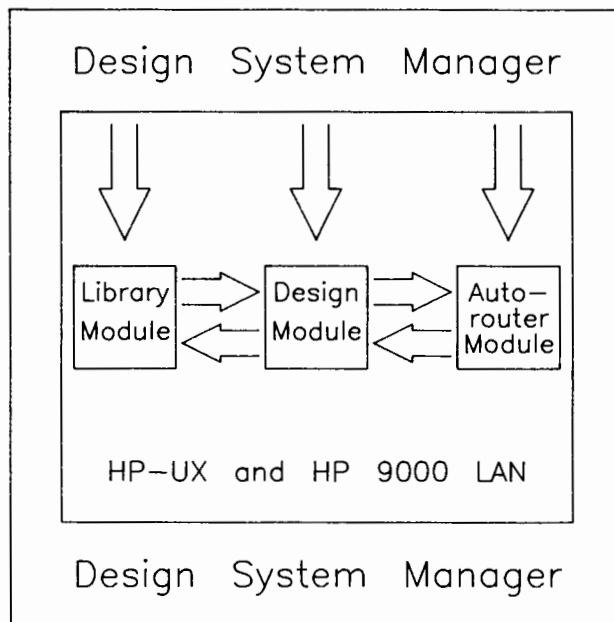 Design System Manager
Library
Module
Design
Module
Auto-
router
Module
HP-UX and HP 9000 LAN
Design System Manager